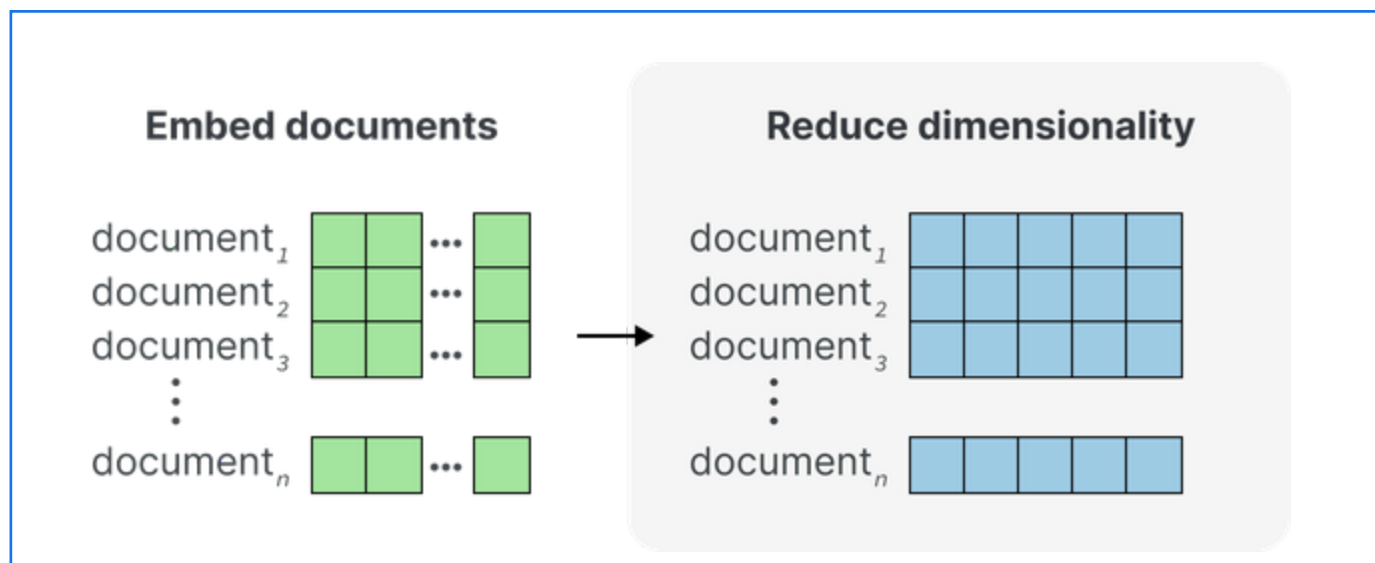 Embed documents
document1
document2
document3
documentn
Reduce dimensionality
document1
document2
document3
documentn